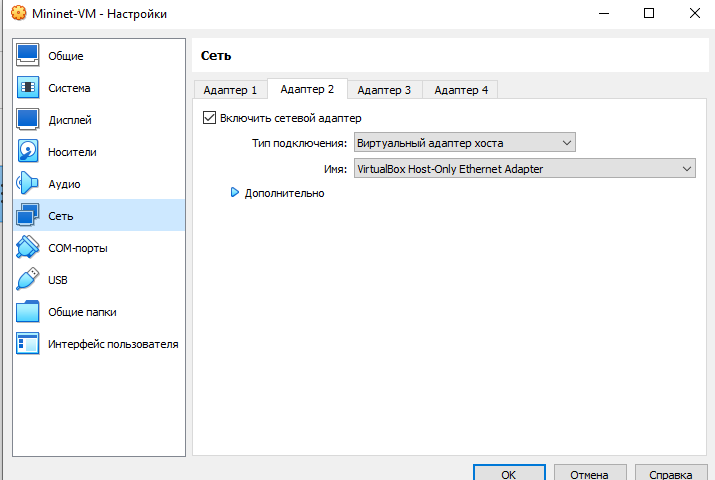 Mininet-VM - Настройки
Общие
Система
Дисплей
Носители
Аудио
Сеть
COM-порты
USB
Общие папки
Интерфейс пользователя
Сеть
Адаптер 1 Адаптер 2 Адаптер 3 Адаптер 4
Включить сетевой адаптер
Тип подключения: Виртуальный адаптер хоста
Имя: VirtualBox Host-Only Ethernet Adapter
Дополнительно
OK Отмена Справка